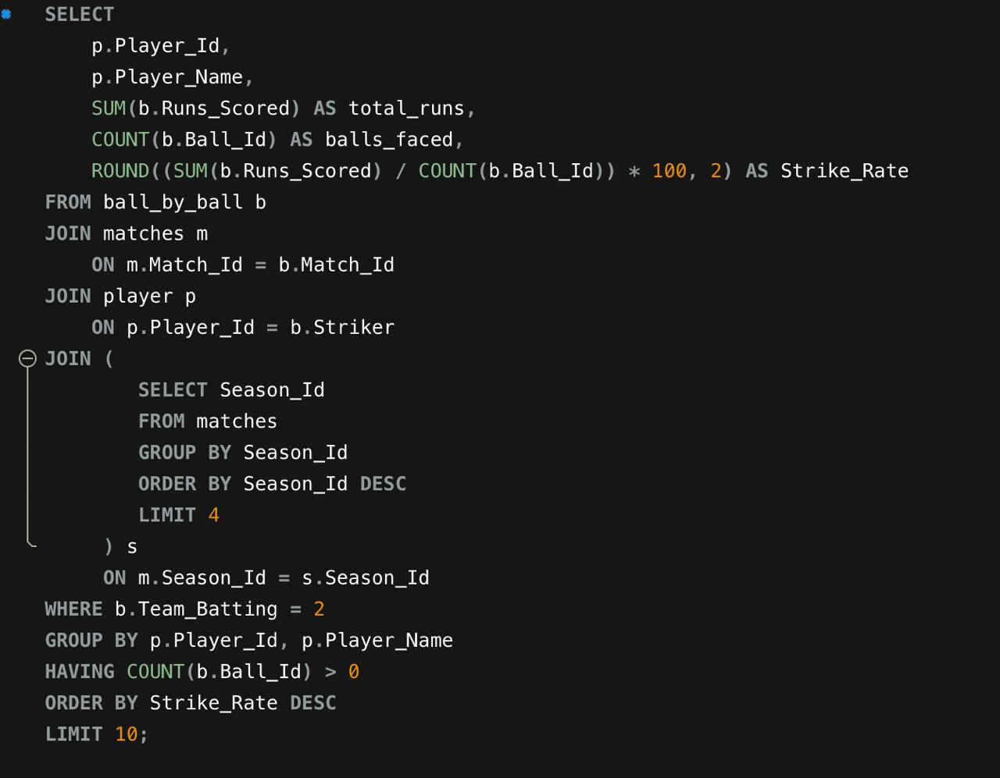 SELECT
p.Player_Id,
p.Player_Name,
SUM(b.Runs_Scored) AS total_runs,
COUNT(b.Ball_Id) AS balls_faced,
ROUND((SUM(b.Runs_Scored) / COUNT(b.Ball_Id)) * 100, 2) AS Strike_Rate
FROM ball_by_ball b
JOIN matches m
ON m.Match_Id = b.Match_Id
JOIN player p
ON p.Player_Id = b.Striker
JOIN (
SELECT Season_Id
FROM matches
GROUP BY Season_Id
ORDER BY Season_Id DESC
LIMIT 4
) s
ON m.Season_Id = s.Season_Id
WHERE b.Team_Batting = 2
GROUP BY p.Player_Id, p.Player_Name
HAVING COUNT(b.Ball_Id) > 0
ORDER BY Strike_Rate DESC
LIMIT 10;